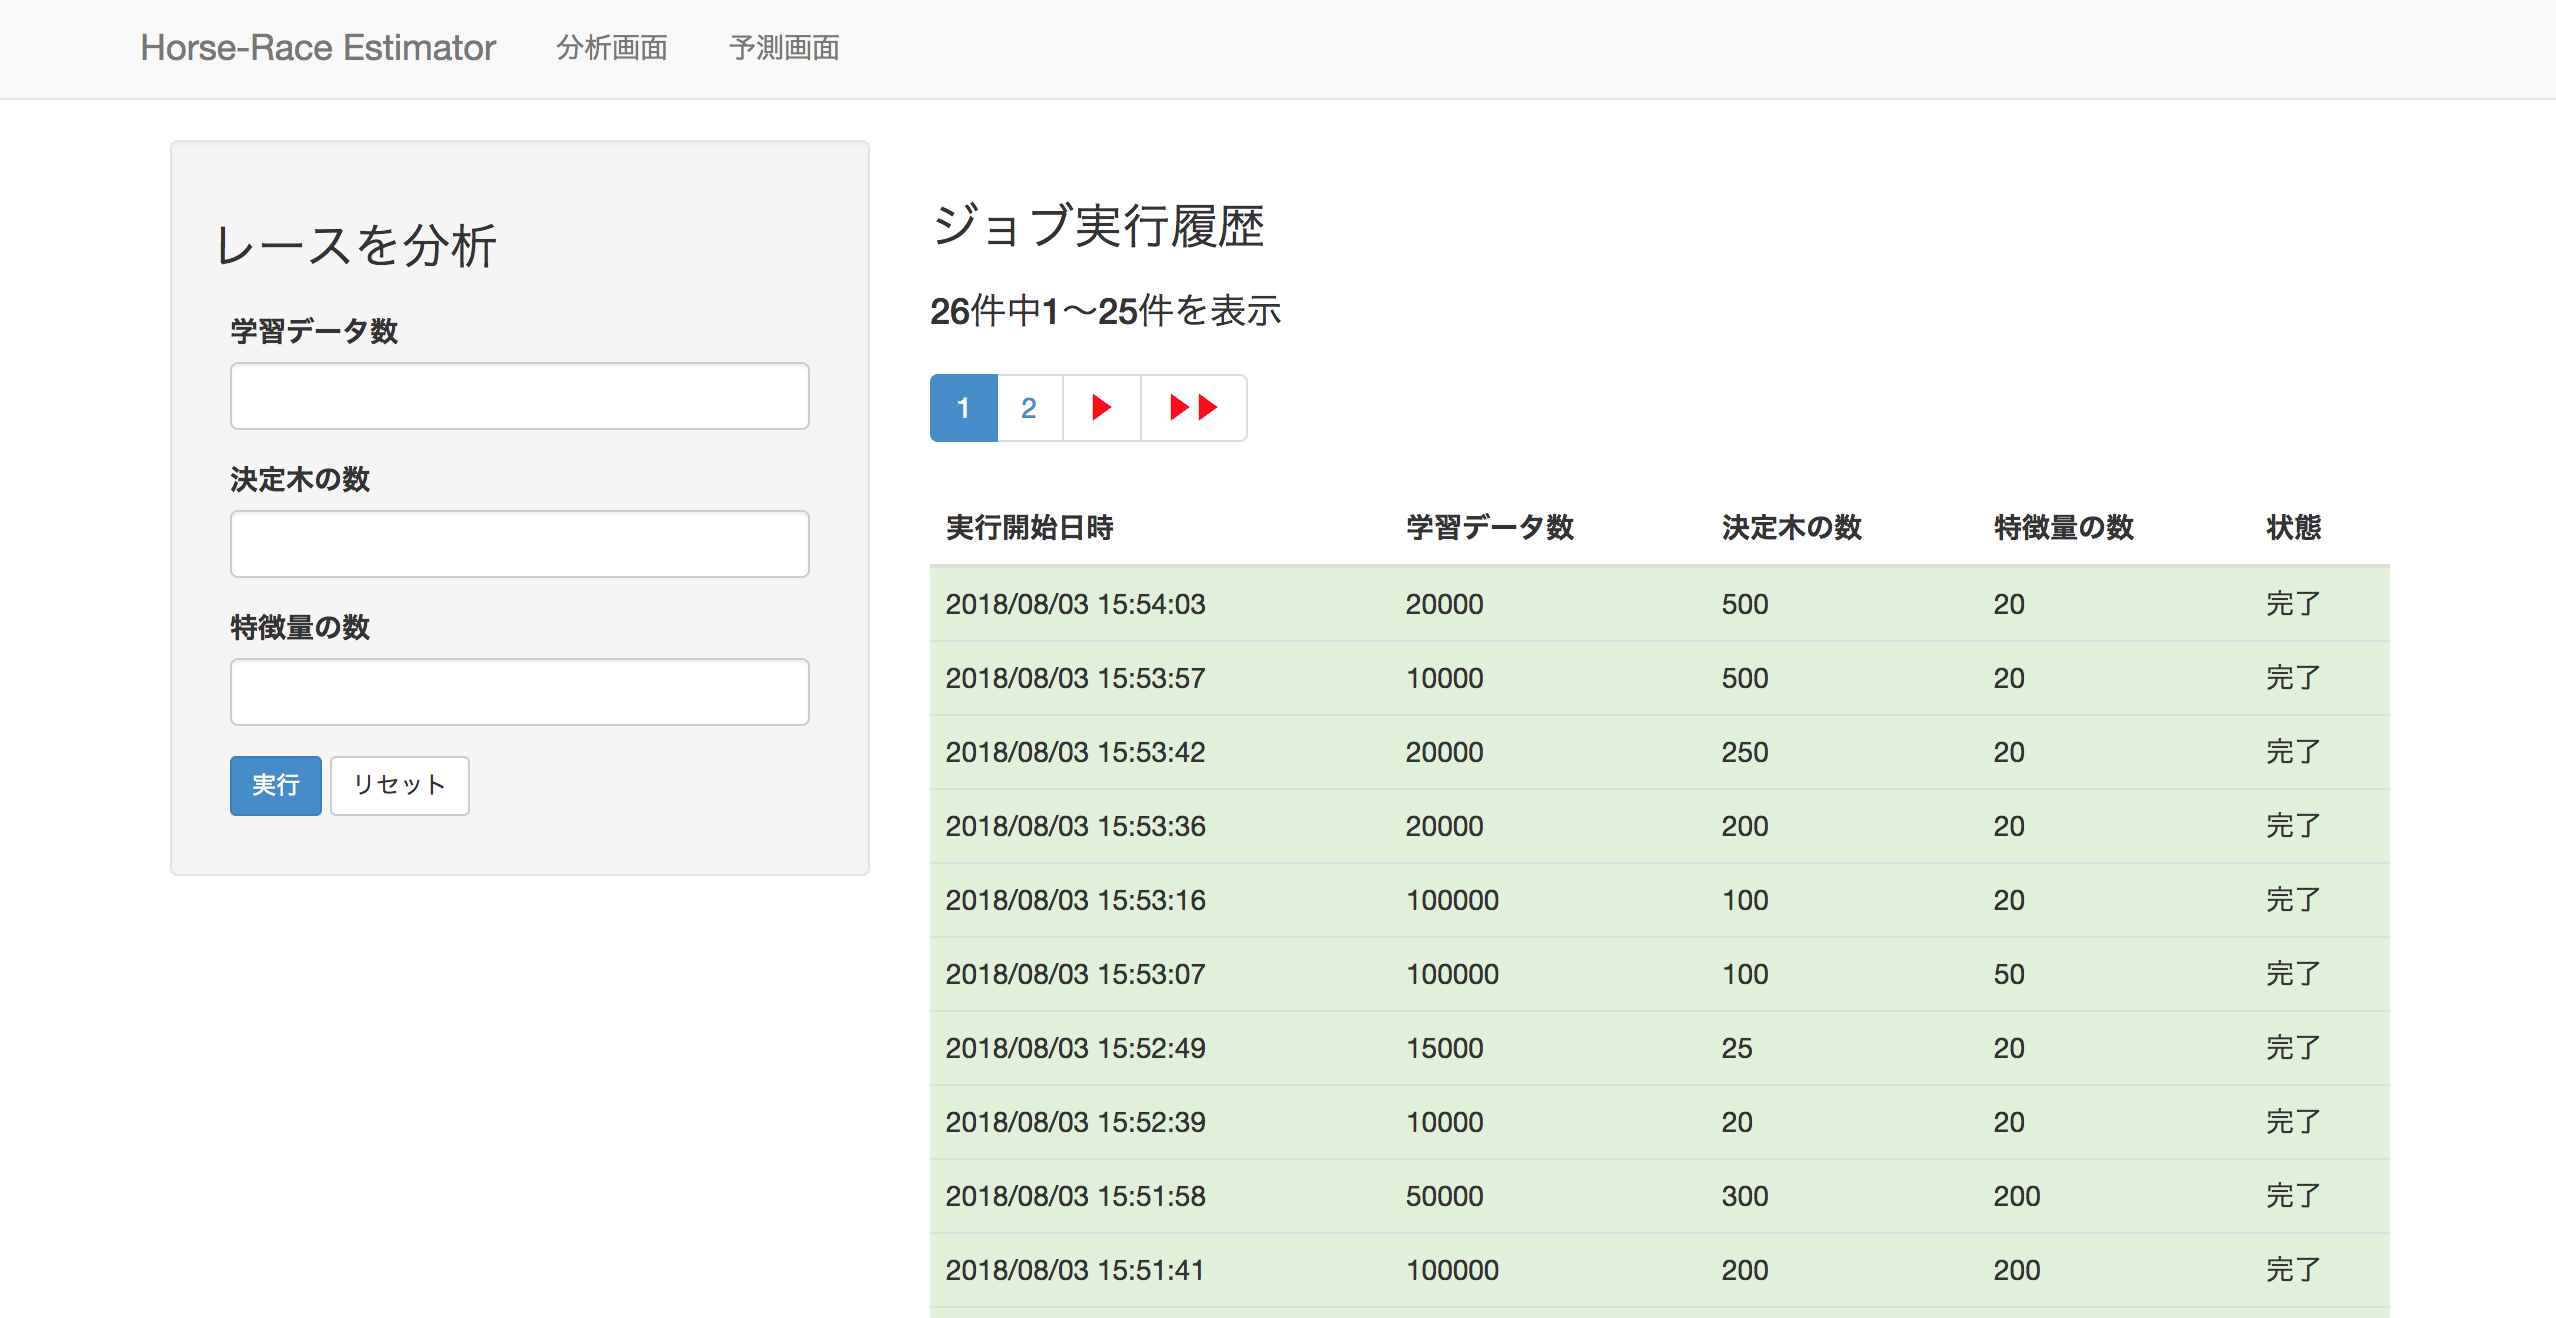 Horse-Race Estimator 分析画面 予測画面
レースを分析
学習データ数
決定木の数
特徴量の数
実行 リセット
ジョブ実行履歴
26件中1〜25件を表示
1 2 ▶ ▶▶
実行開始日時 学習データ数 決定木の数 特徴量の数 状態
2018/08/03 15:54:03 20000 500 20 完了
2018/08/03 15:53:57 10000 500 20 完了
2018/08/03 15:53:42 20000 250 20 完了
2018/08/03 15:53:36 20000 200 20 完了
2018/08/03 15:53:16 100000 100 20 完了
2018/08/03 15:53:07 100000 100 50 完了
2018/08/03 15:52:49 15000 25 20 完了
2018/08/03 15:52:39 10000 20 20 完了
2018/08/03 15:51:58 50000 300 200 完了
2018/08/03 15:51:41 100000 200 200 完了